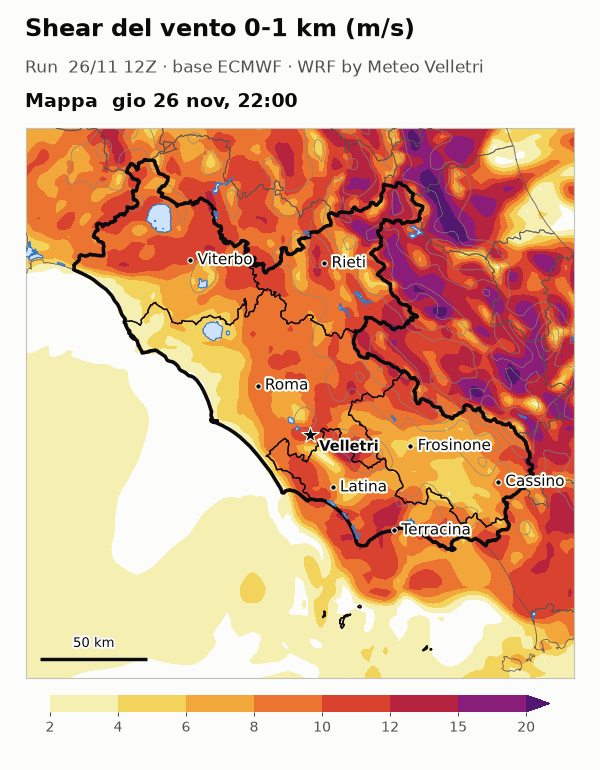 Shear del vento 0-1 km (m/s)
Run  26/11 12Z · base ECMWF · WRF by Meteo Velletri
Mappa  gio 26 nov, 22:00
Viterbo
Rieti
Roma
Velletri
Frosinone
Latina
Cassino
Terracina
50 km
2 4 6 8 10 12 15 20